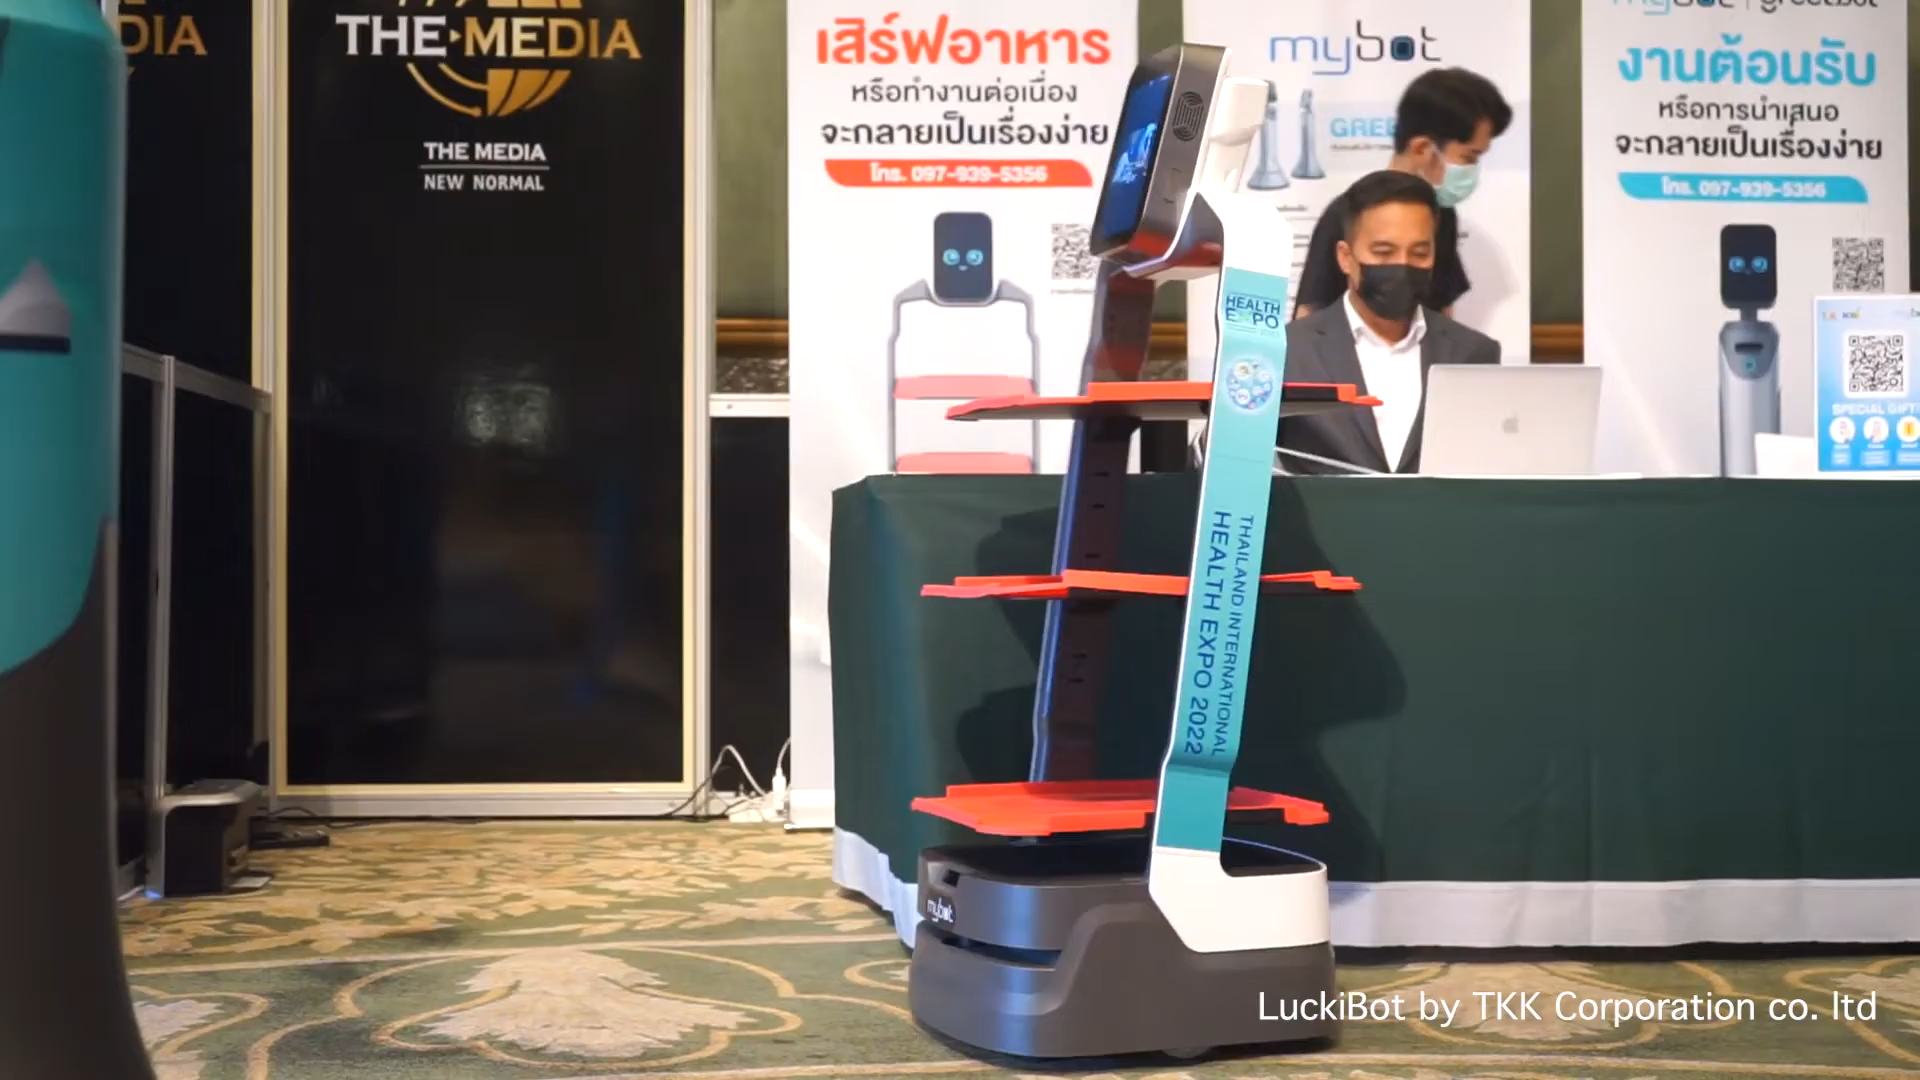 DIA
THE MEDIA
THE MEDIA
NEW NORMAL
เสิร์ฟอาหาร
หรือทำงานต่อเนื่อง
จะกลายเป็นเรื่องง่าย
โทร. 097-939-5356
mybot
GREE
mybot | greetbot
งานต้อนรับ
หรือการนำเสนอ
จะกลายเป็นเรื่องง่าย
โทร. 097-939-5356
SPECIAL GIFT
HEALTH
EXPO
THAILAND INTERNATIONAL
HEALTH EXPO 2022
mybot
LuckiBot by TKK Corporation co. ltd